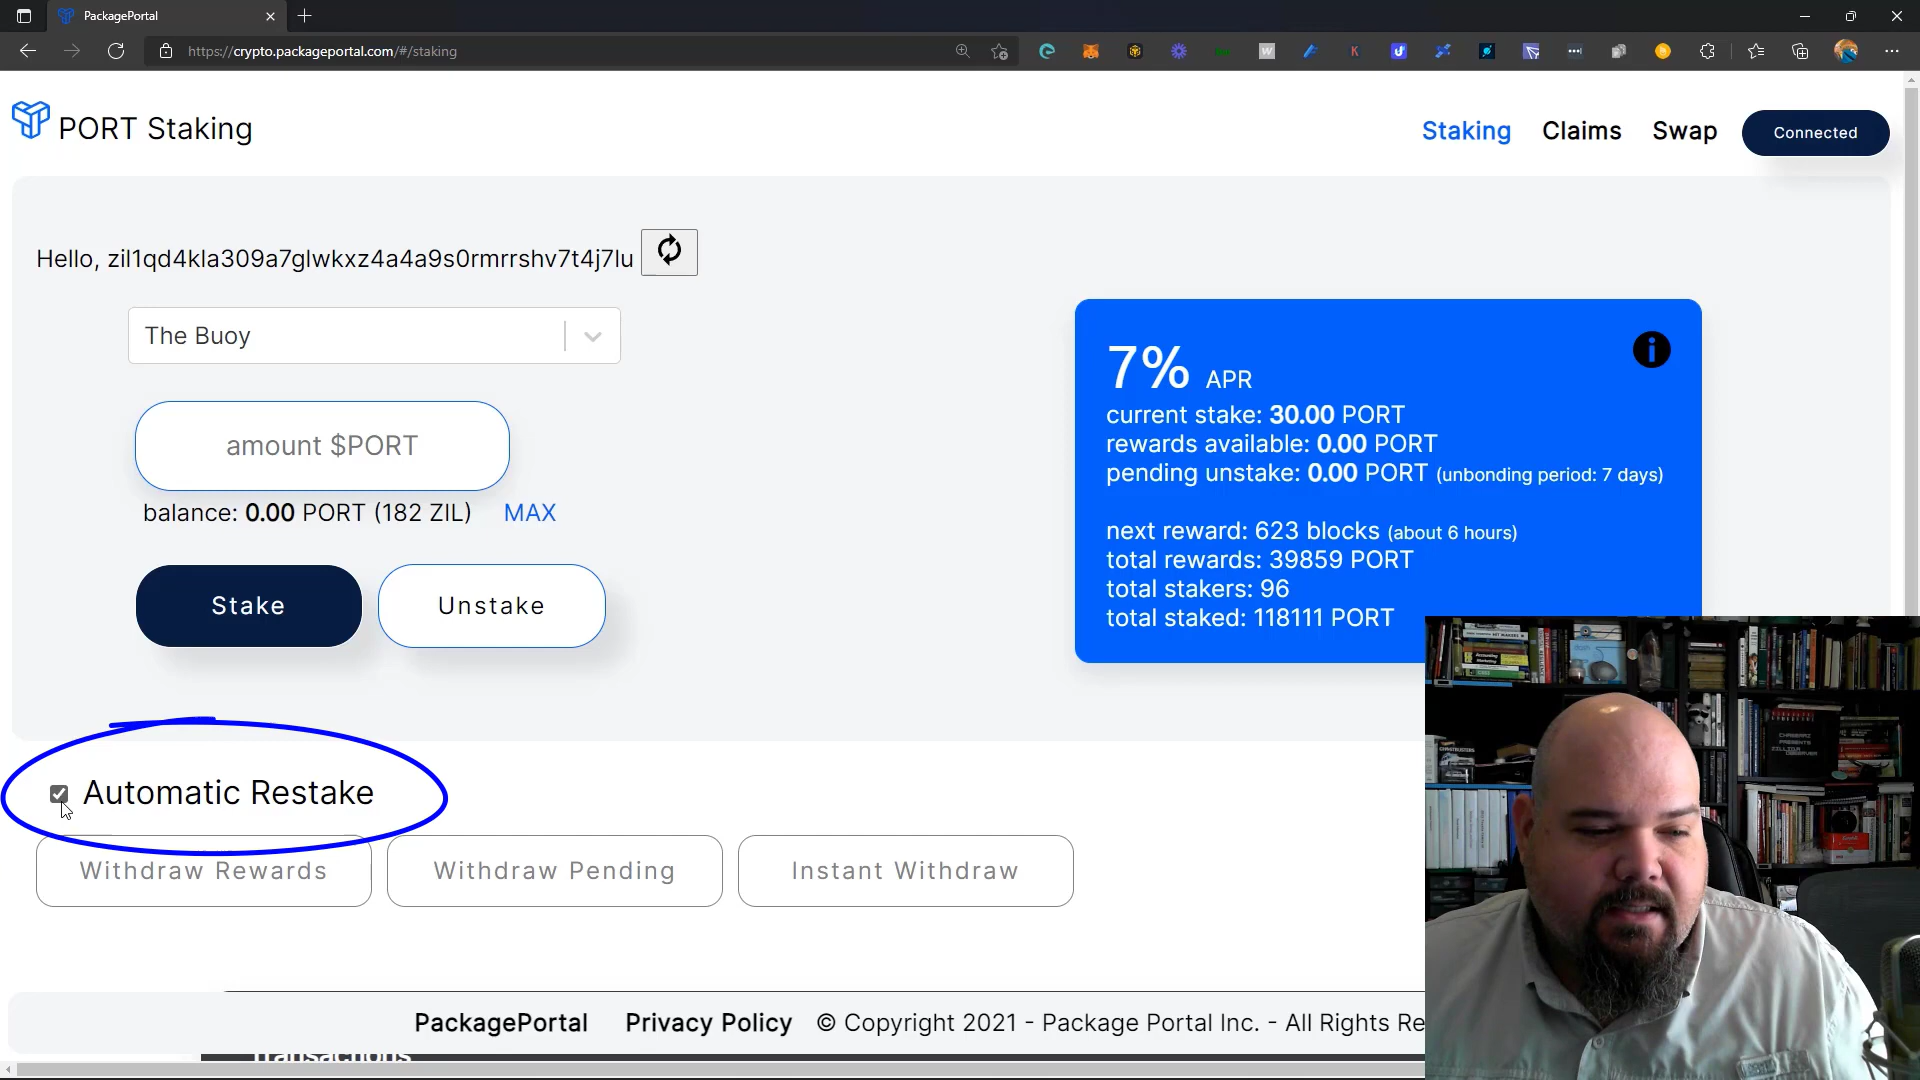 PackagePortal
https://crypto.packageportal.com/#/staking
PORT Staking
Staking
Claims
Swap
Connected
Hello, zil1qd4kla309a7glwkxz4a4a9s0rmrrshv7t4j7lu
The Buoy
amount $PORT
balance: 0.00 PORT (182 ZIL)
MAX
Stake
Unstake
7% APR
current stake: 30.00 PORT
rewards available: 0.00 PORT
pending unstake: 0.00 PORT (unbonding period: 7 days)
next reward: 623 blocks (about 6 hours)
total rewards: 39859 PORT
total stakers: 96
total staked: 118111 PORT
Automatic Restake
Withdraw Rewards
Withdraw Pending
Instant Withdraw
PackagePortal
Privacy Policy
© Copyright 2021 - Package Portal Inc. - All Rights Re
Transactions